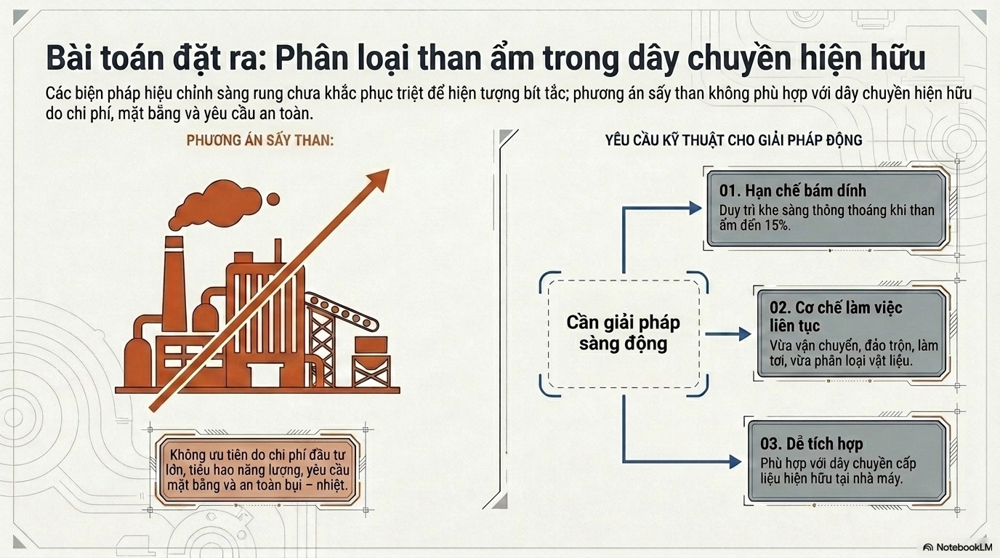 Bài toán đặt ra: Phân loại than ẩm trong dây chuyền hiện hữu
Các biện pháp hiệu chỉnh sàng rung chưa khắc phục triệt để hiện tượng bít tắc; phương án sấy than không phù hợp với dây chuyền hiện hữu
do chi phí, mặt bằng và yêu cầu an toàn.
PHƯƠNG ÁN SẤY THAN:
Không ưu tiên do chi phí đầu tư
lớn, tiêu hao năng lượng, yêu cầu
mặt bằng và an toàn bụi – nhiệt.
YÊU CẦU KỸ THUẬT CHO GIẢI PHÁP ĐỘNG
Cần giải pháp
sàng động
01. Hạn chế bám dính
Duy trì khe sàng thông thoáng khi than
ẩm đến 15%.
02. Cơ chế làm việc
liên tục
Vừa vận chuyển, đảo trộn, làm
tơi, vừa phân loại vật liệu.
03. Dễ tích hợp
Phù hợp với dây chuyền cấp
liệu hiện hữu tại nhà máy.
NotebookLM